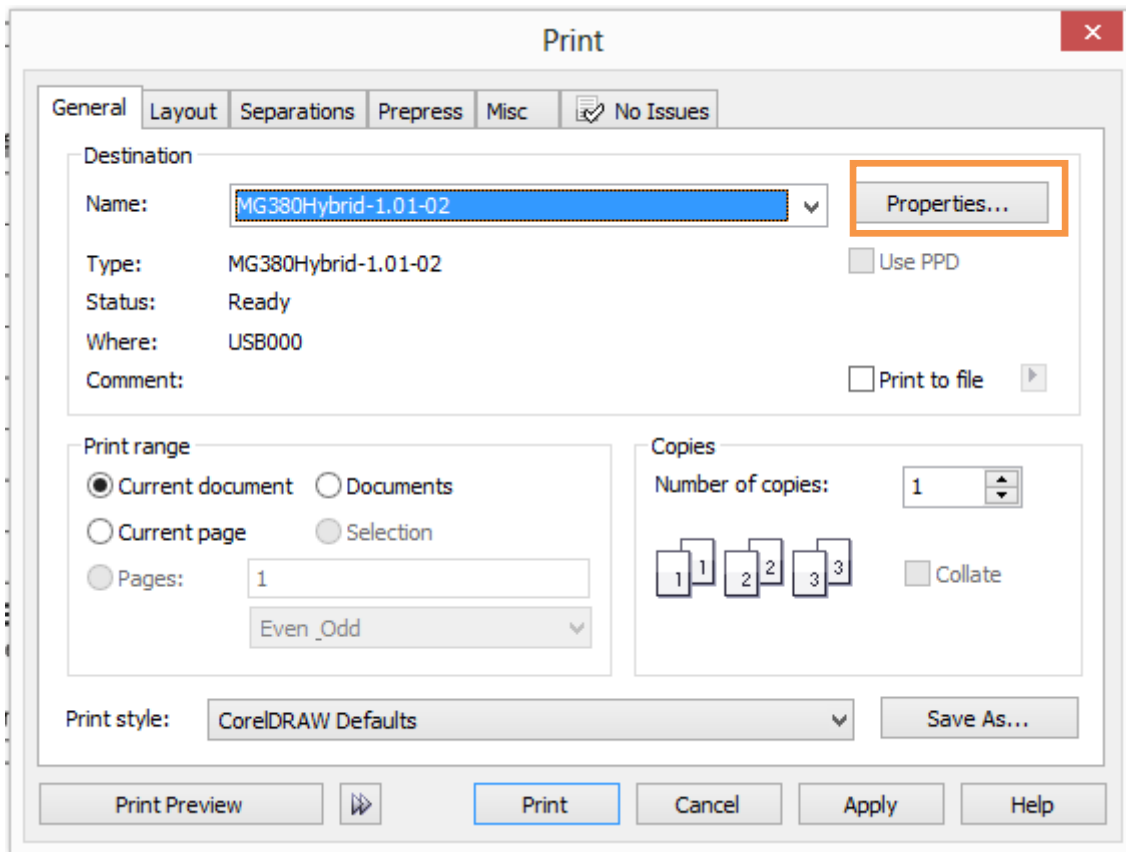 Print
General Layout Separations Prepress Misc No Issues
Destination
Name: MG380Hybrid-1.01-02 Properties...
Type: MG380Hybrid-1.01-02 Use PPD
Status: Ready
Where: USB000
Comment: Print to file
Print range
Current document Documents
Current page Selection
Pages: 1
Even _Odd
Copies
Number of copies: 1
1 1 2 2 3 3 Collate
Print style: CorelDRAW Defaults Save As...
Print Preview Print Cancel Apply Help